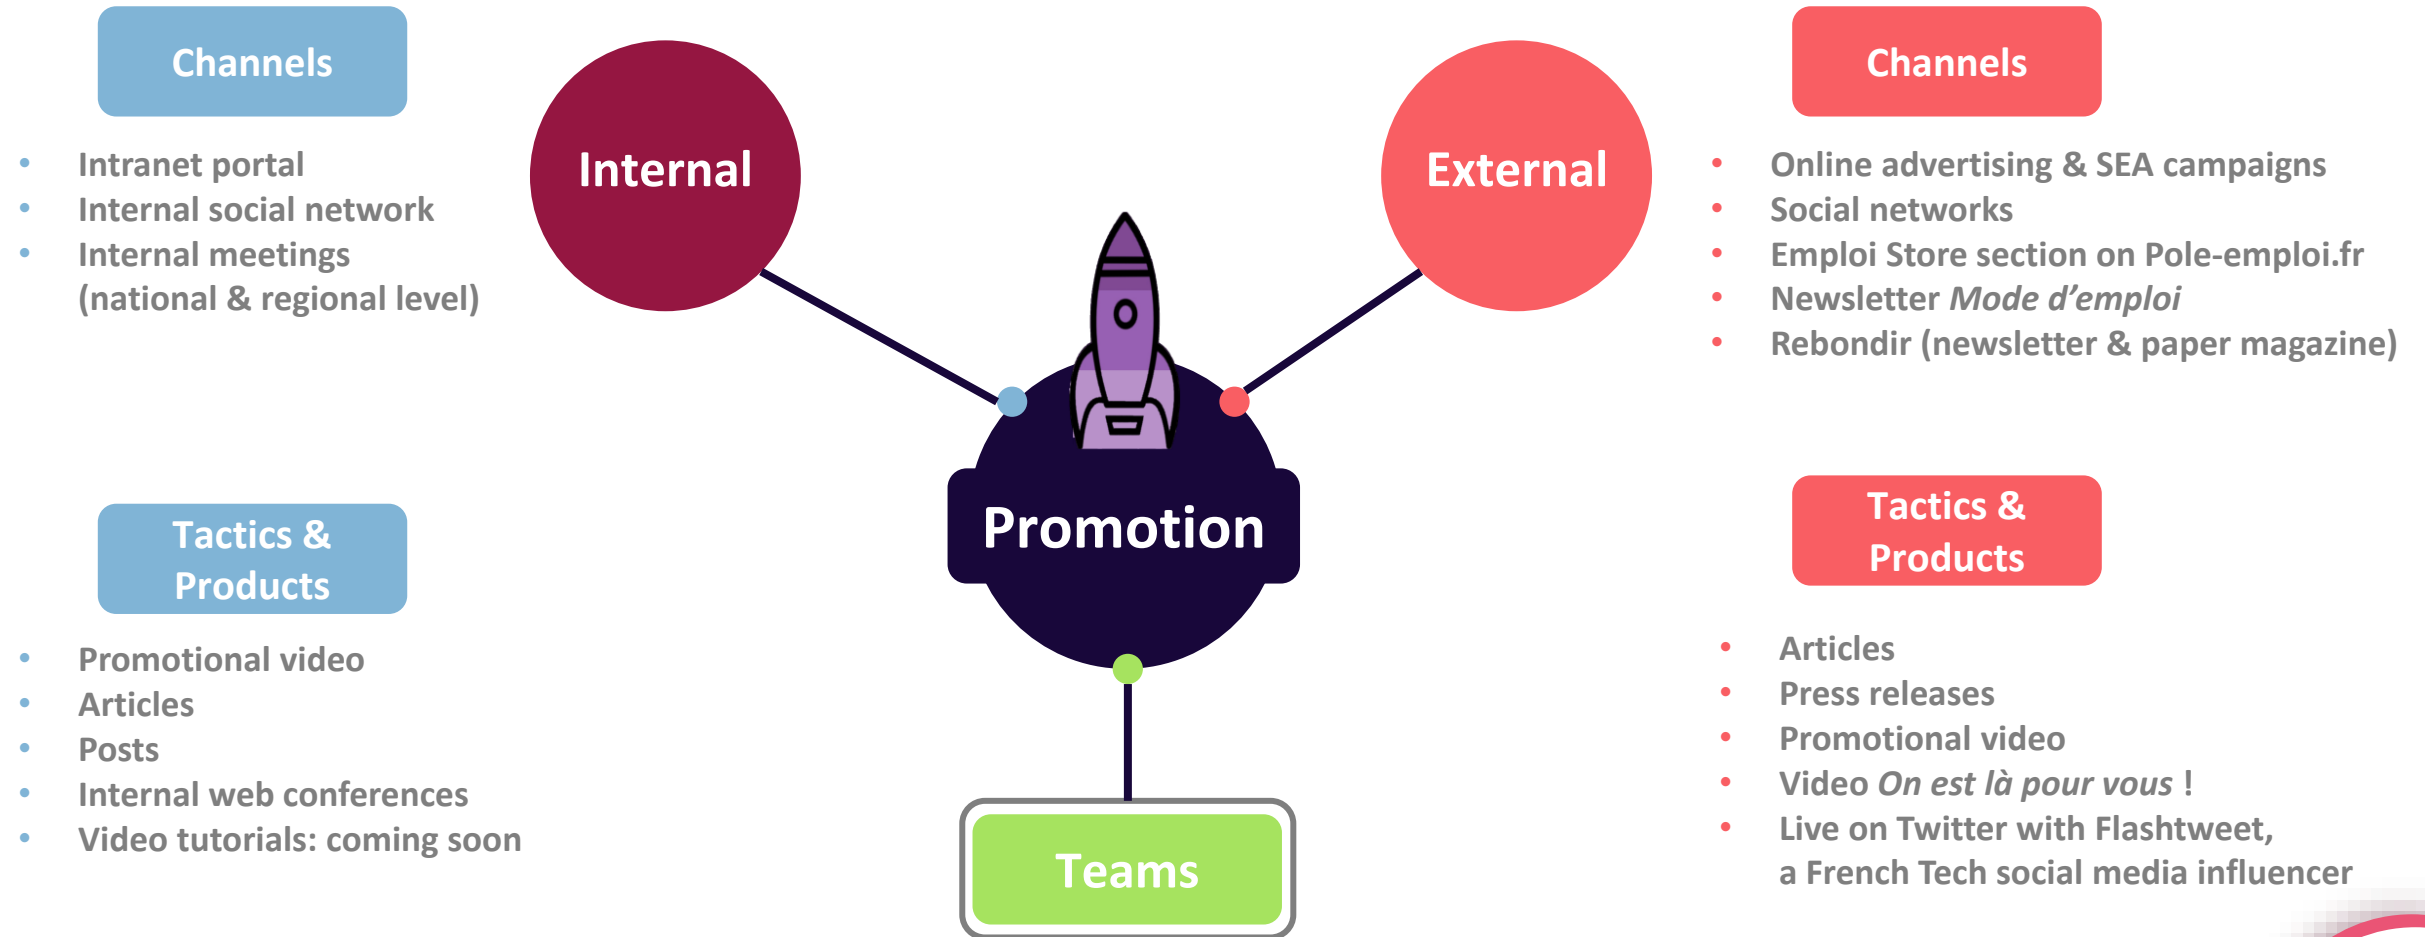 Channels
• Intranet portal
• Internal social network
• Internal meetings
(national & regional level)
Tactics &
Products
• Promotional video
• Articles
• Posts
• Internal web conferences
• Video tutorials: coming soon
Internal
External
Promotion
Teams
Channels
• Online advertising & SEA campaigns
• Social networks
• Emploi Store section on Pole-emploi.fr
• Newsletter Mode d’emploi
• Rebondir (newsletter & paper magazine)
Tactics &
Products
• Articles
• Press releases
• Promotional video
• Video On est là pour vous !
• Live on Twitter with Flashtweet,
a French Tech social media influencer